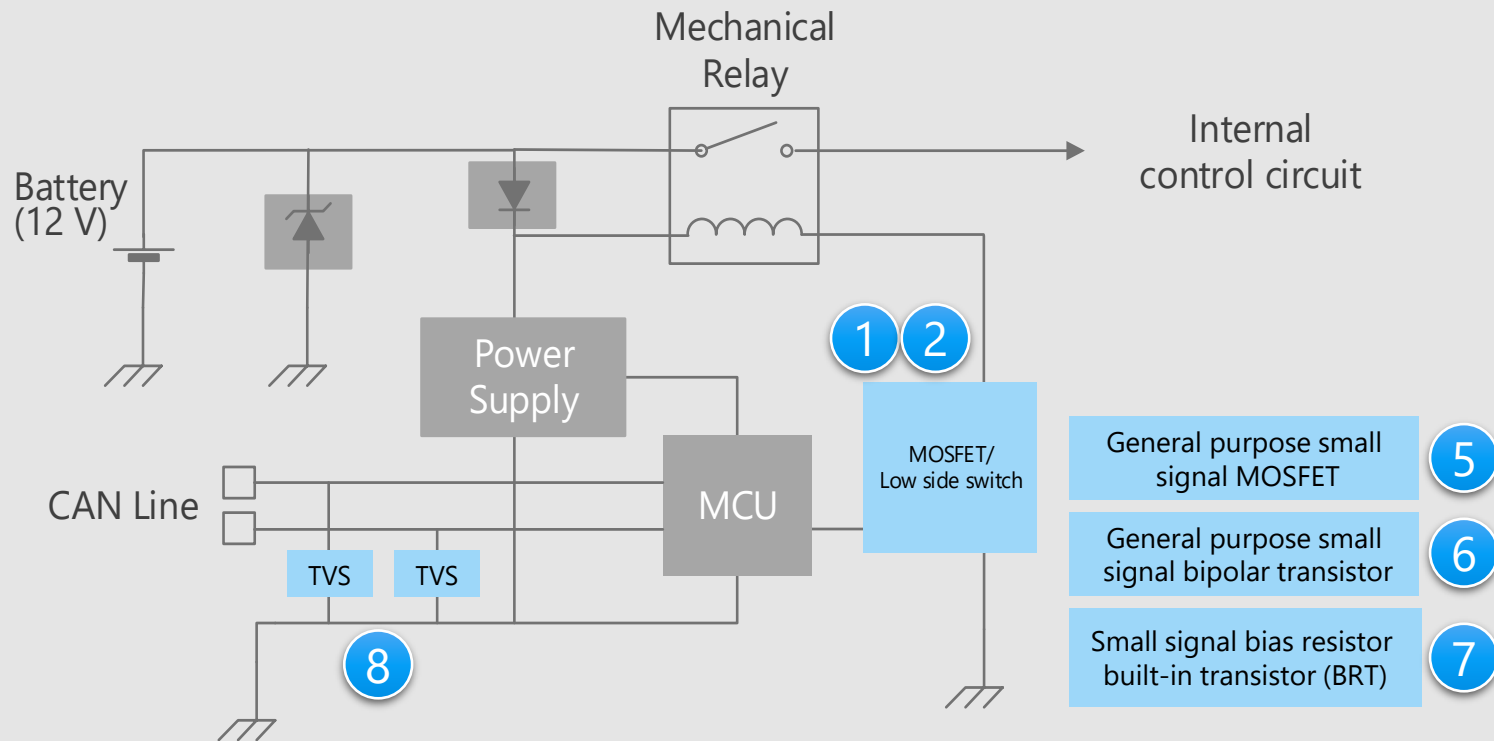 Mechanical
Relay
Internal
control circuit
Battery
(12 V)
1
2
Power
Supply
MOSFET/
Low side switch
General purpose small
signal MOSFET
5
CAN Line
MCU
General purpose small
signal bipolar transistor
6
TVS
TVS
Small signal bias resistor
built-in transistor (BRT)
7
8